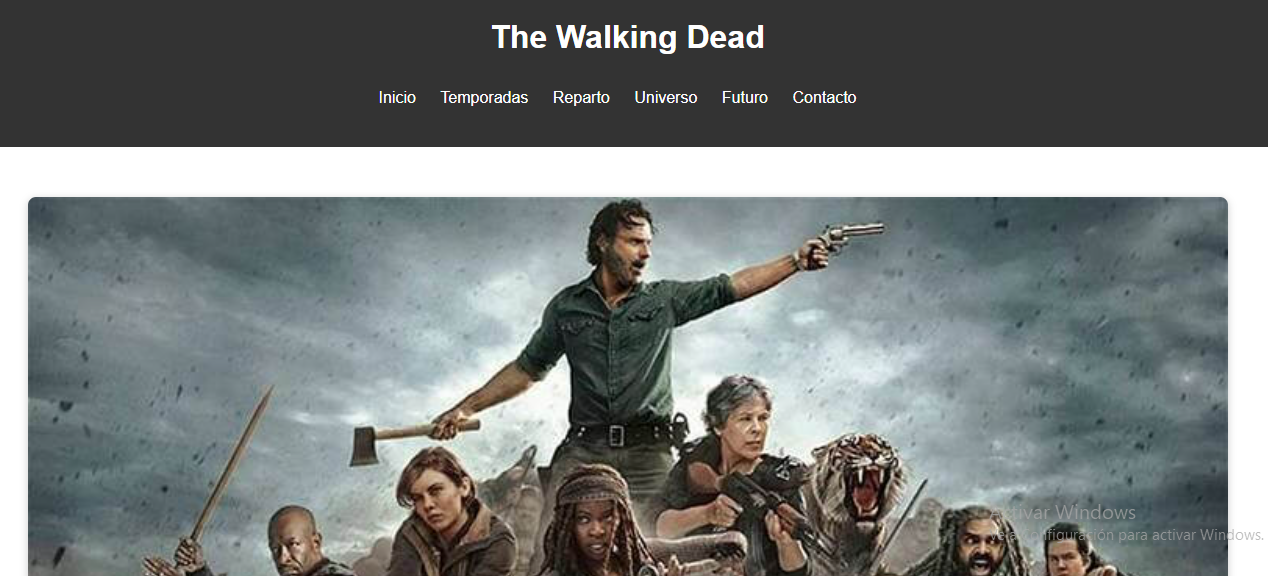 The Walking Dead
Inicio Temporadas Reparto Universo Futuro Contacto
Activar Windows
Ve a Configuración para activar Windows.